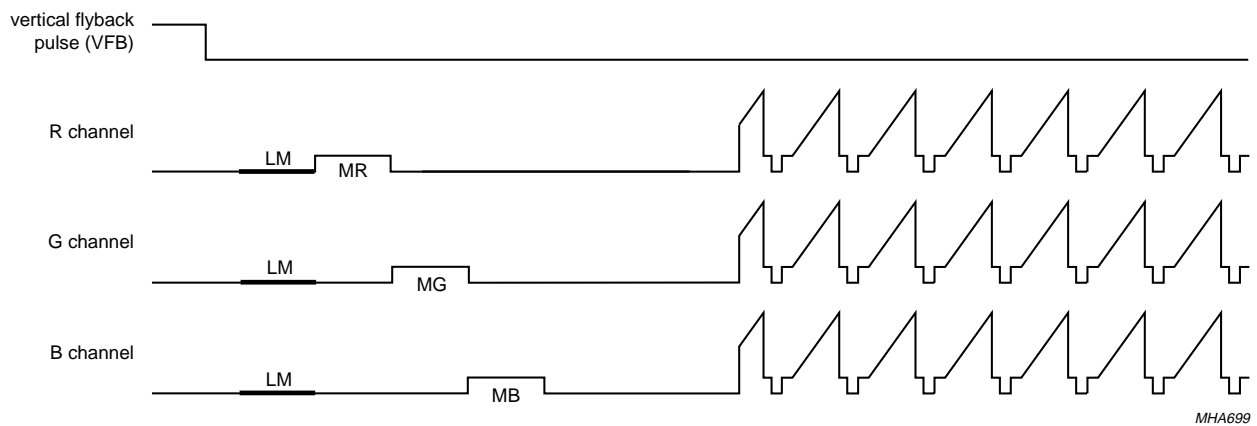 vertical flyback
pulse (VFB)
R channel
LM
MR
G channel
LM
MG
B channel
LM
MB
MHA699